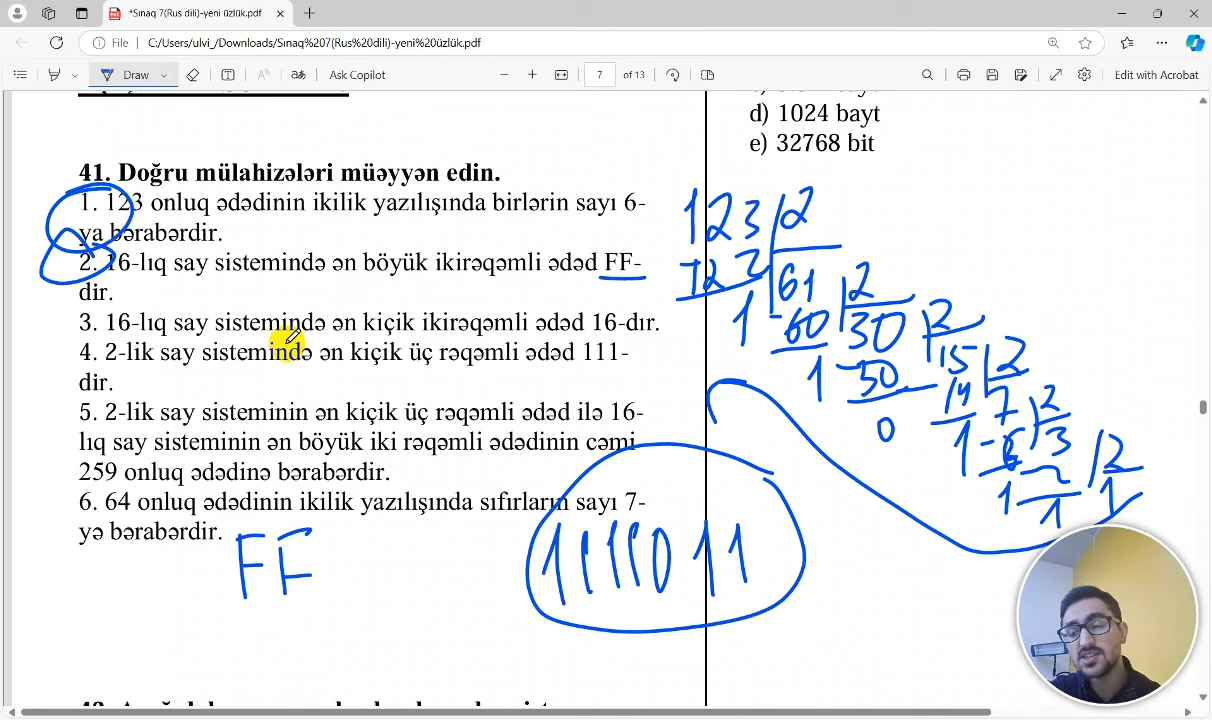 *Sınaq 7(Rus dili)-yeni üzlük.pdf
File
C:/Users/ulvi_/Downloads/Sınaq%207(Rus%20dili)-yeni%20üzlük.pdf
Draw
Ask Copilot
7 of 13
Edit with Acrobat
d) 1024 bayt
e) 32768 bit
41. Doğru mülahizələri müəyyən edin.
1. 123 onluq ədədinin ikilik yazılışında birlərin sayı 6-
ya bərabərdir.
2. 16-lıq say sistemində ən böyük ikirəqəmli ədəd FF-
dir.
3. 16-lıq say sistemində ən kiçik ikirəqəmli ədəd 16-dır.
4. 2-lik say sistemində ən kiçik üç rəqəmli ədəd 111-
dir.
5. 2-lik say sisteminin ən kiçik üç rəqəmli ədəd ilə 16-
lıq say sisteminin ən böyük iki rəqəmli ədədinin cəmi
259 onluq ədədinə bərabərdir.
6. 64 onluq ədədinin ikilik yazılışında sıfırların sayı 7-
yə bərabərdir.
FF
1111011
123 2
122 61 2
1 -60 30 2
1 -30 15 2
0 14 7 2
1 -6 3 2
1 2 1
1